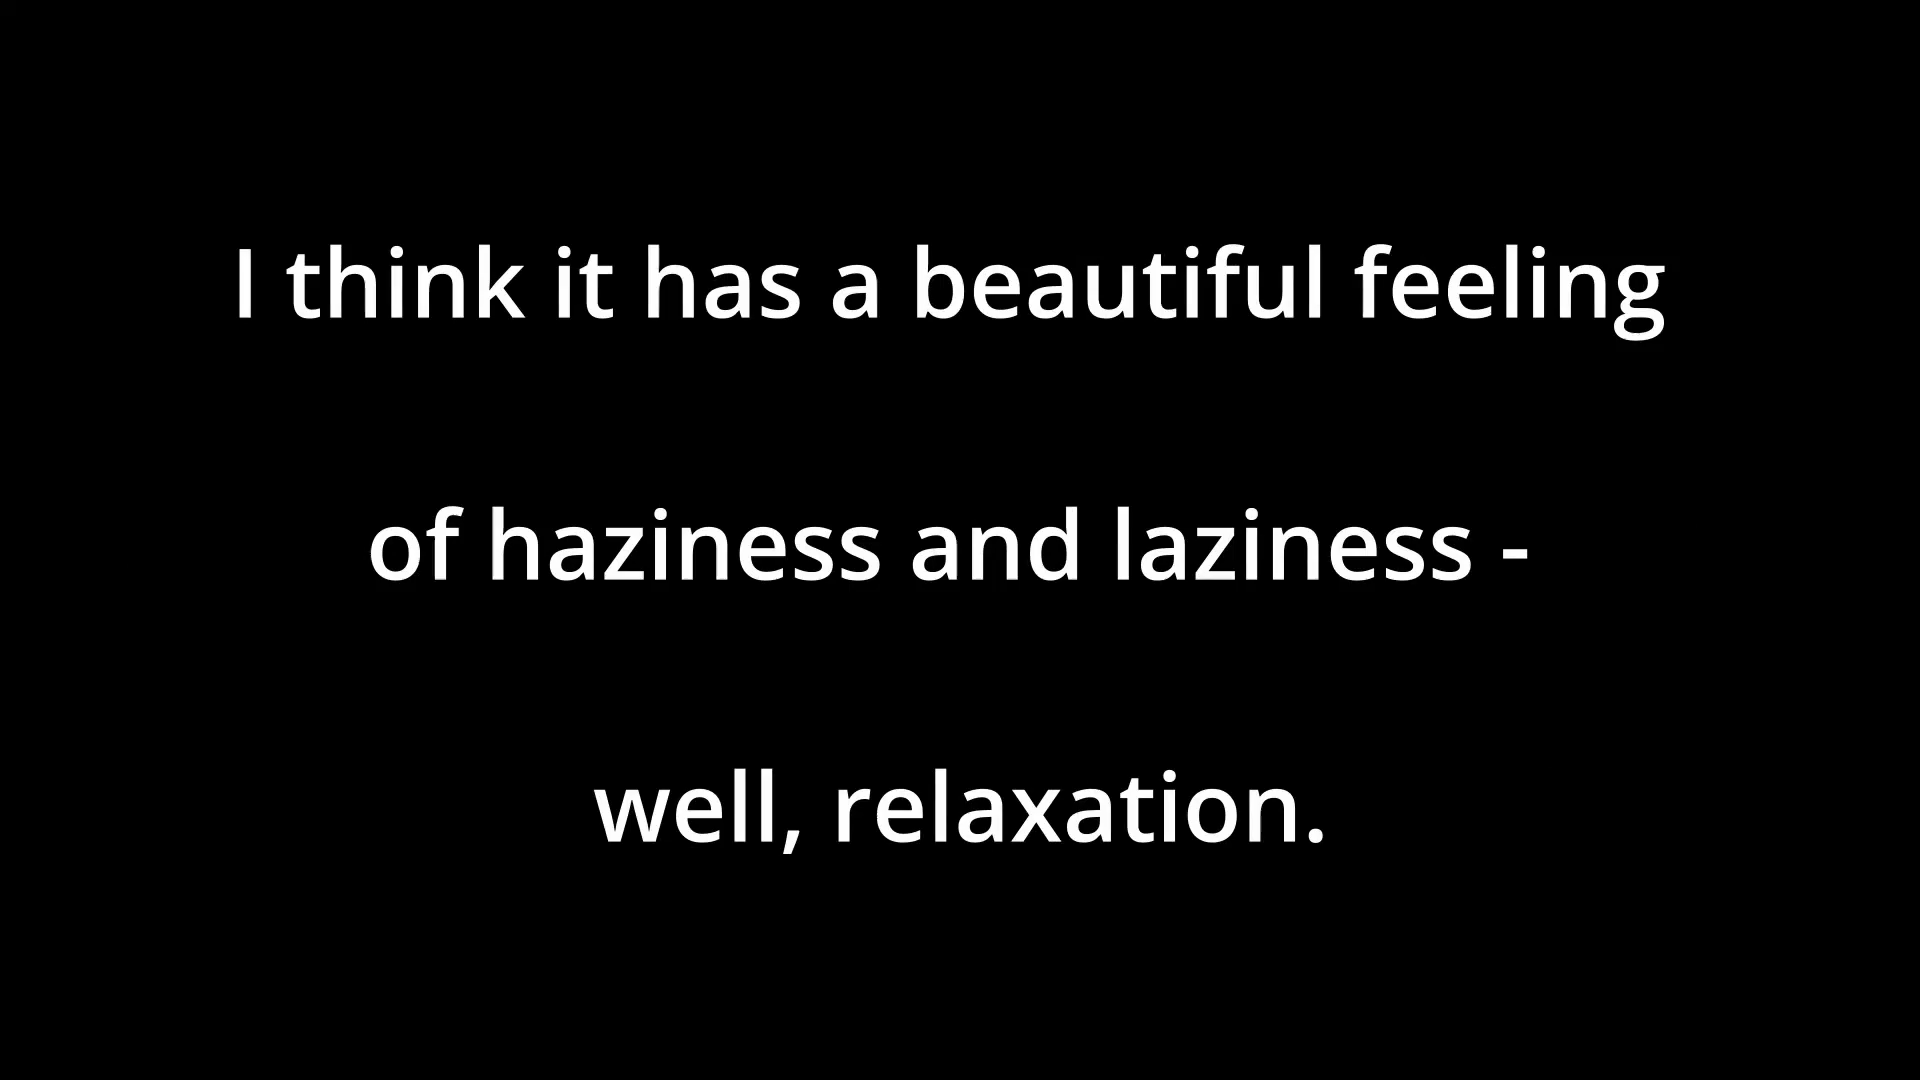 I think it has a beautiful feeling
of haziness and laziness -
well, relaxation.